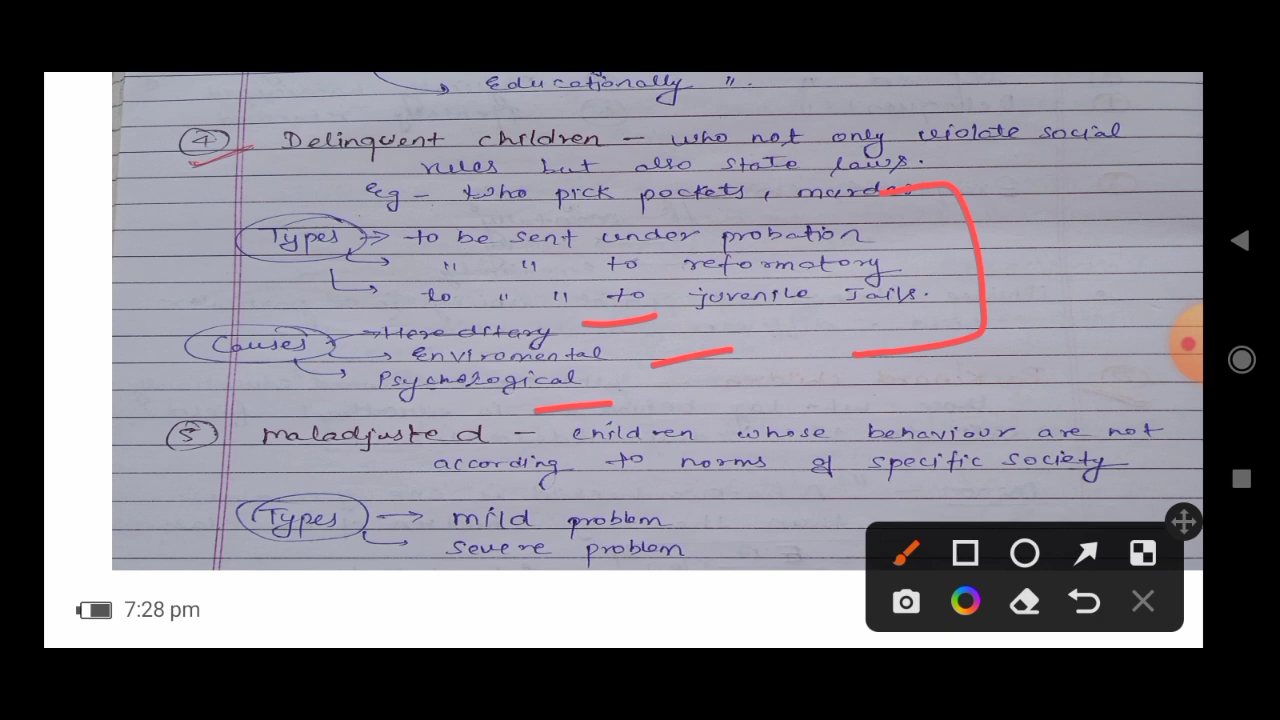 Educationally ".
④ Delinquent children - who not only violate social
rules but also state laws.
Eg - Who pick pockets, murder
Types → to be sent under probation
" " to reformatory
to " " to juvenile Jails.
Causes → Hereditary
Enviromental
Psychological
⑤ maladjusted - children whose behaviour are not
according to norms of specific society
Types → mild problem
severe problem
7:28 pm